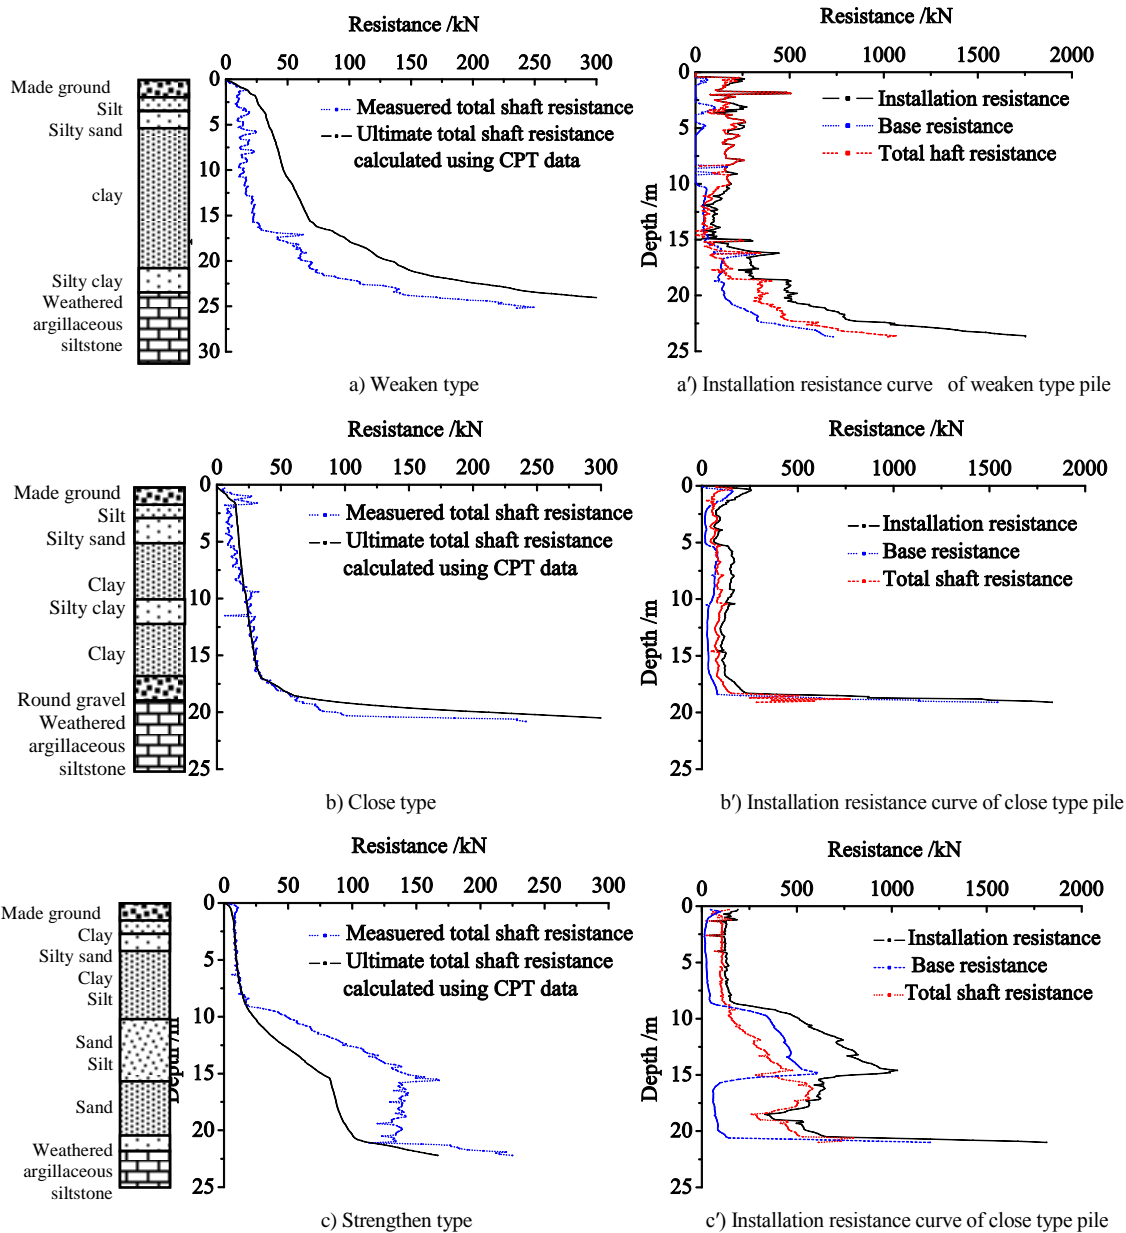 Resistance /kN
0 50 100 150 200 250 300
Made ground
Silt
Silty sand
clay
Silty clay
Weathered
argillaceous
siltstone
0
5
10
15
20
25
30
Measuered total shaft resistance
Ultimate total shaft resistance
calculated using CPT data
a) Weaken type
Resistance /kN
0 500 1000 1500 2000
Depth /m
0
5
10
15
20
25
Installation resistance
Base resistance
Total haft resistance
a′) Installation resistance curve of weaken type pile
Resistance /kN
0 50 100 150 200 250 300
Made ground
Silt
Silty sand
Clay
Silty clay
Clay
Round gravel
Weathered
argillaceous
siltstone
0
5
10
15
20
25
Measuered total shaft resistance
Ultimate total shaft resistance
calculated using CPT data
b) Close type
Resistance /kN
0 500 1000 1500 2000
Depth /m
0
5
10
15
20
25
Installation resistance
Base resistance
Total shaft resistance
b′) Installation resistance curve of close type pile
Resistance /kN
0 50 100 150 200 250 300
Made ground
Clay
Silty sand
Clay
Silt
Sand
Silt
Sand
Weathered
argillaceous
siltstone
Depth /m
0
5
10
15
20
25
Measuered total shaft resistance
Ultimate total shaft resistance
calculated using CPT data
c) Strengthen type
Resistance /kN
0 500 1000 1500 2000
Depth /m
0
5
10
15
20
25
Installation resistance
Base resistance
Total shaft resistance
c′) Installation resistance curve of close type pile